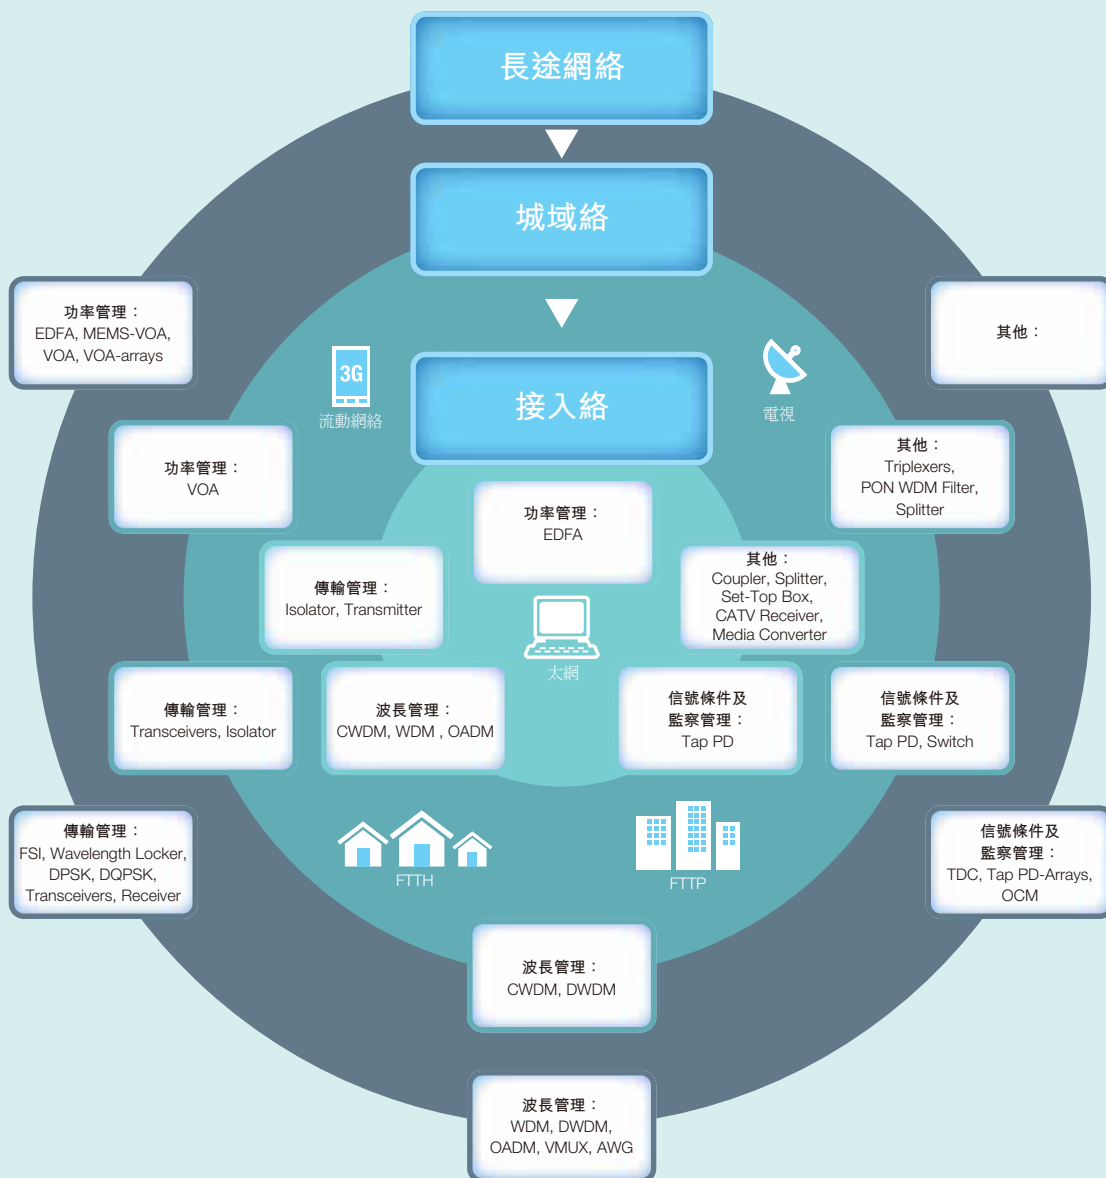 長途網絡
城域絡
功率管理：
EDFA, MEMS-VOA,
VOA, VOA-arrays
其他：
3G
流動網絡
接入絡
電視
功率管理：
VOA
其他：
Triplexers,
PON WDM Filter,
Splitter
功率管理：
EDFA
傳輸管理：
Isolator, Transmitter
其他：
Coupler, Splitter,
Set-Top Box,
CATV Receiver,
Media Converter
太網
傳輸管理：
Transceivers, Isolator
波長管理：
CWDM, WDM , OADM
信號條件及
監察管理：
Tap PD
信號條件及
監察管理：
Tap PD, Switch
傳輸管理：
FSI, Wavelength Locker,
DPSK, DQPSK,
Transceivers, Receiver
FTTH
FTTP
信號條件及
監察管理：
TDC, Tap PD-Arrays,
OCM
波長管理：
CWDM, DWDM
波長管理：
WDM, DWDM,
OADM, VMUX, AWG